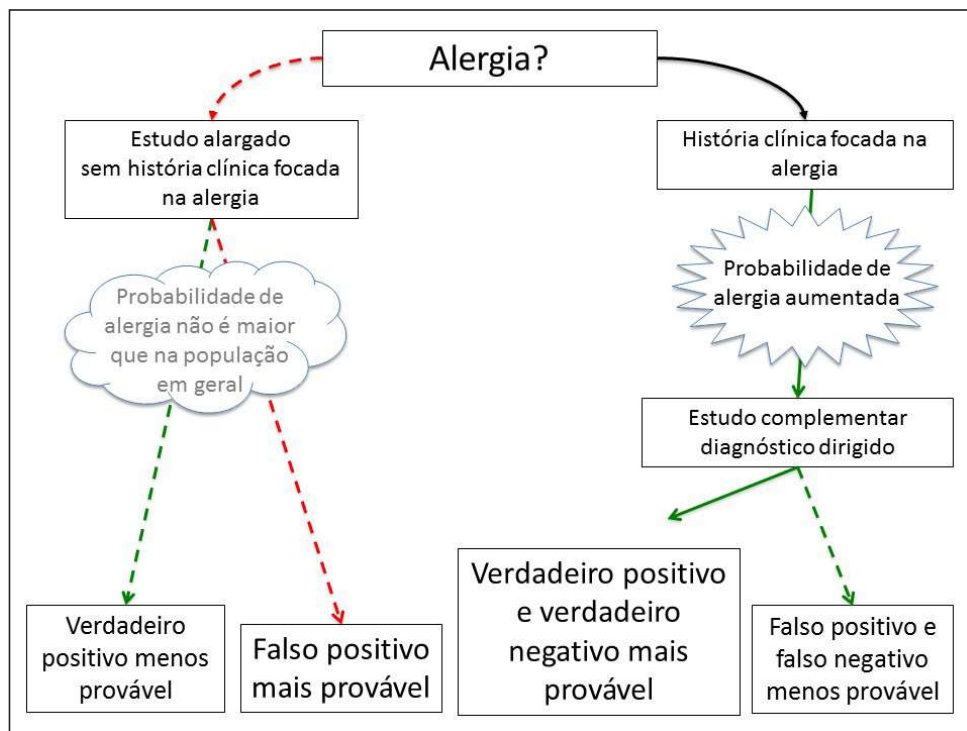 Alergia?
Estudo alargado
sem história clínica focada
na alergia
História clínica focada na
alergia
Probabilidade de
alergia não é maior
que na população
em geral
Probabilidade de
alergia aumentada
Estudo complementar
diagnóstico dirigido
Verdadeiro
positivo menos
provável
Falso positivo
mais provável
Verdadeiro positivo
e verdadeiro
negativo mais
provável
Falso positivo e
falso negativo
menos provável